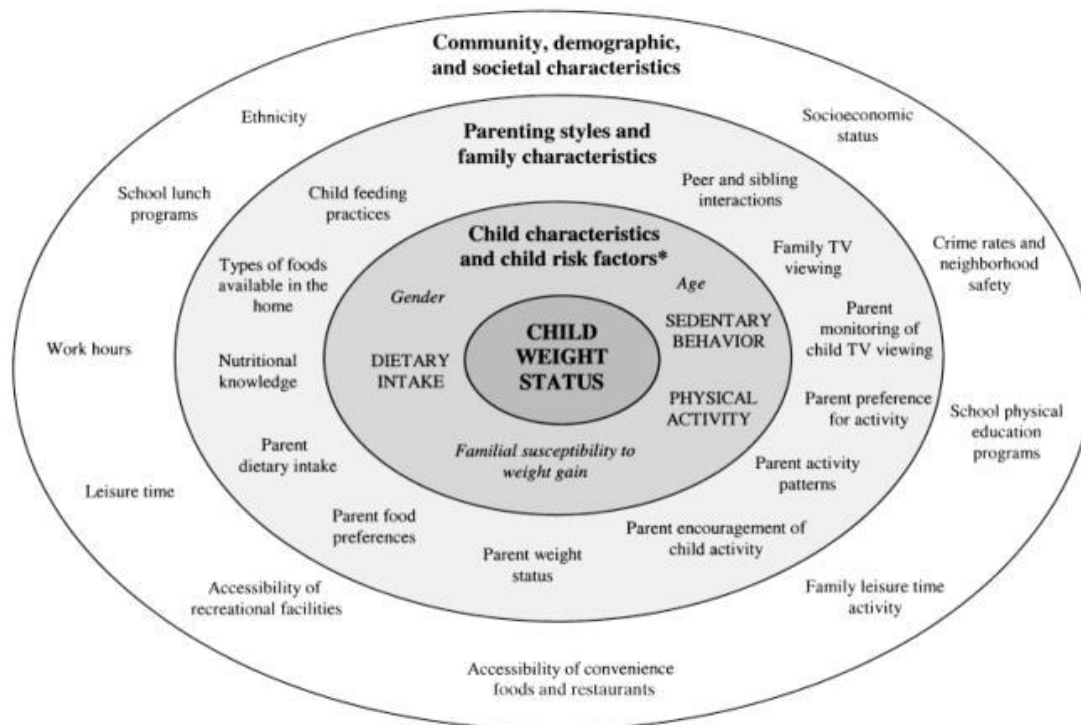 Community, demographic,
and societal characteristics
Ethnicity
Socioeconomic
status
Parenting styles and
family characteristics
School lunch
programs
Child feeding
practices
Peer and sibling
interactions
Child characteristics
and child risk factors*
Family TV
viewing
Crime rates and
neighborhood
safety
Types of foods
available in the
home
Gender
Age
Parent
monitoring of
child TV viewing
Work hours
Nutritional
knowledge
DIETARY
INTAKE
CHILD
WEIGHT
STATUS
SEDENTARY
BEHAVIOR
PHYSICAL
ACTIVITY
Parent preference
for activity
School physical
education
programs
Parent
dietary intake
Familial susceptibility to
weight gain
Parent activity
patterns
Leisure time
Parent food
preferences
Parent weight
status
Parent encouragement of
child activity
Accessibility of
recreational facilities
Family leisure time
activity
Accessibility of convenience
foods and restaurants